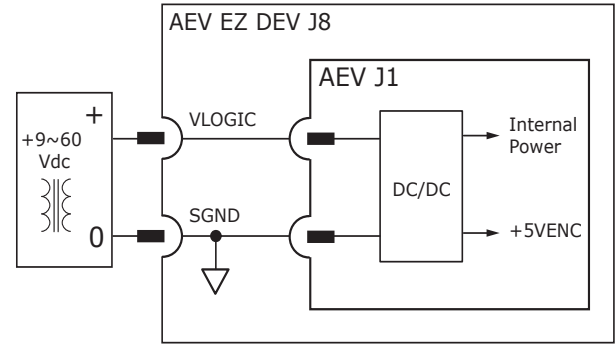 AEV EZ DEV J8
AEV J1
+
+9~60
Vdc
0
VLOGIC
SGND
DC/DC
Internal
Power
+5VENC